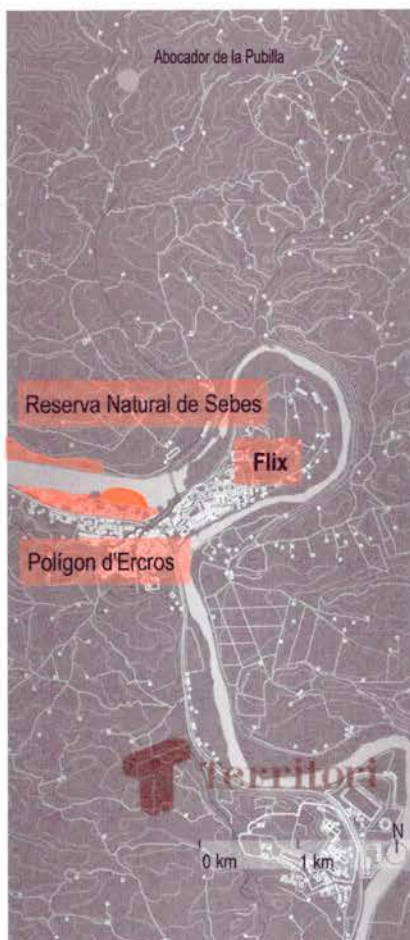 Abocador de la Pubilla
Reserva Natural de Sebes
Flix
Polígon d'Ercros
Territori
N
0 km
1 km